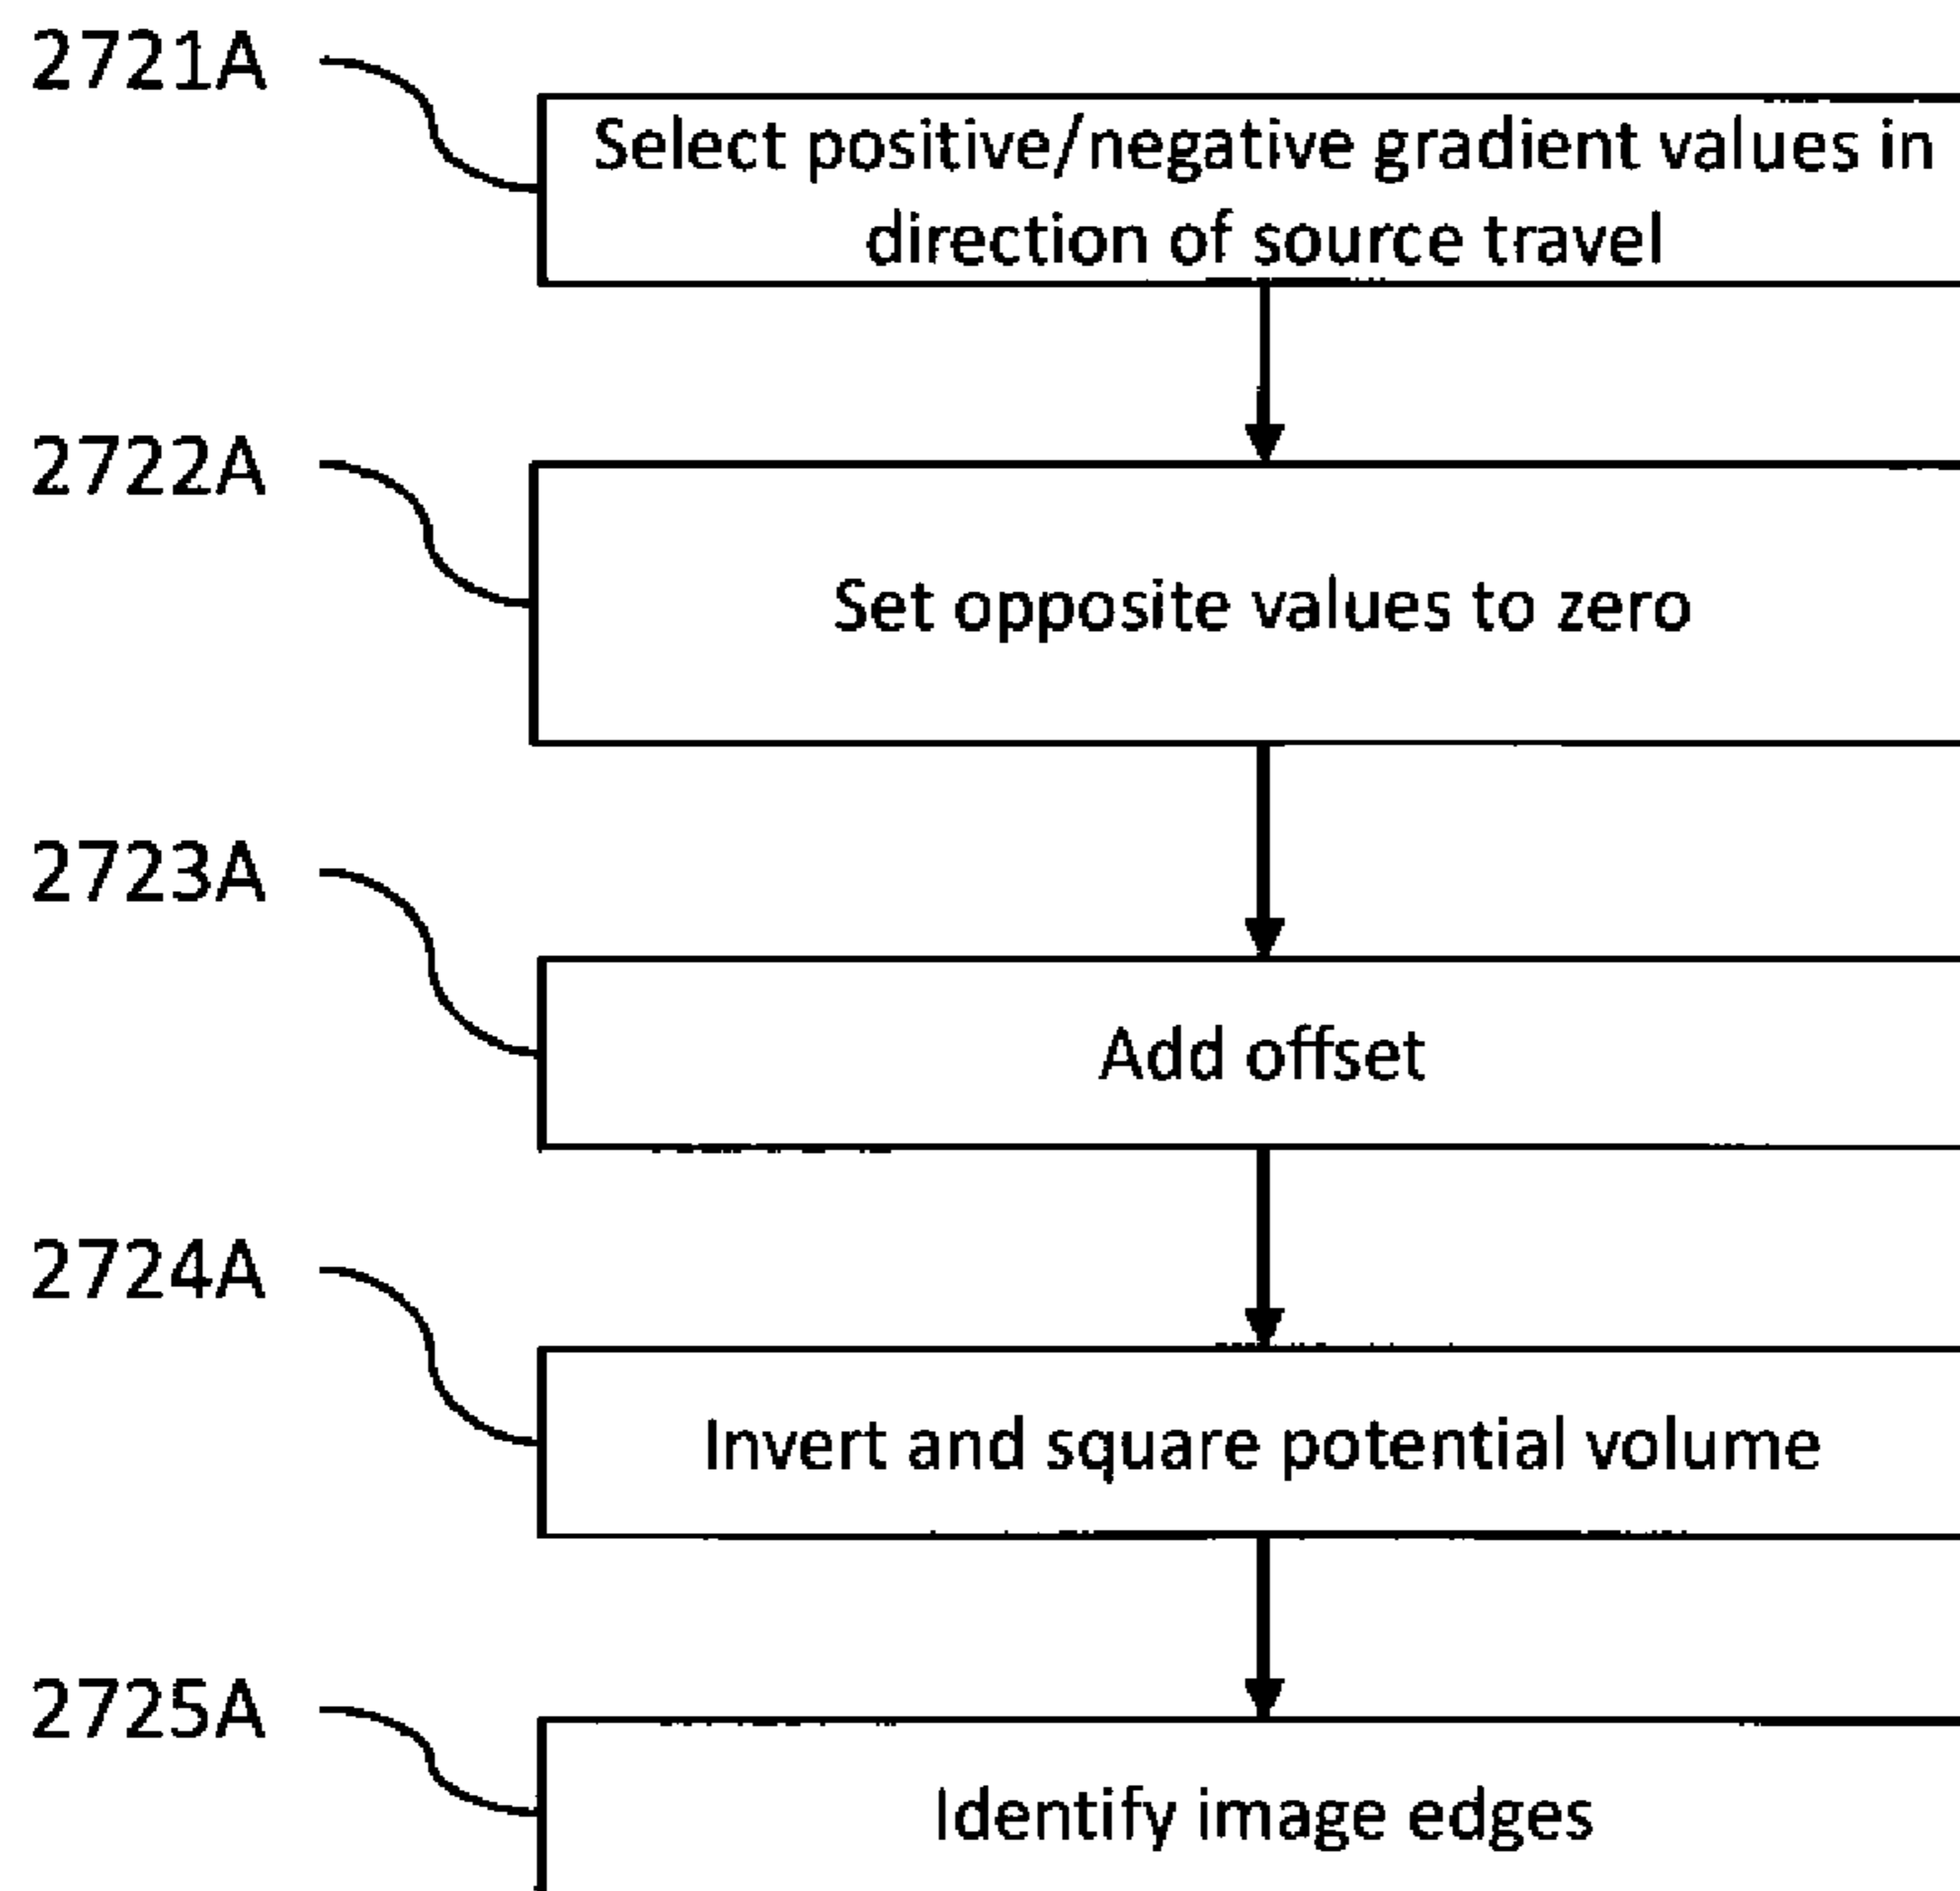 2721A
Select positive/negative gradient values in
direction of source travel
2722A
Set opposite values to zero
2723A
Add offset
2724A
Invert and square potential volume
2725A
Identify image edges